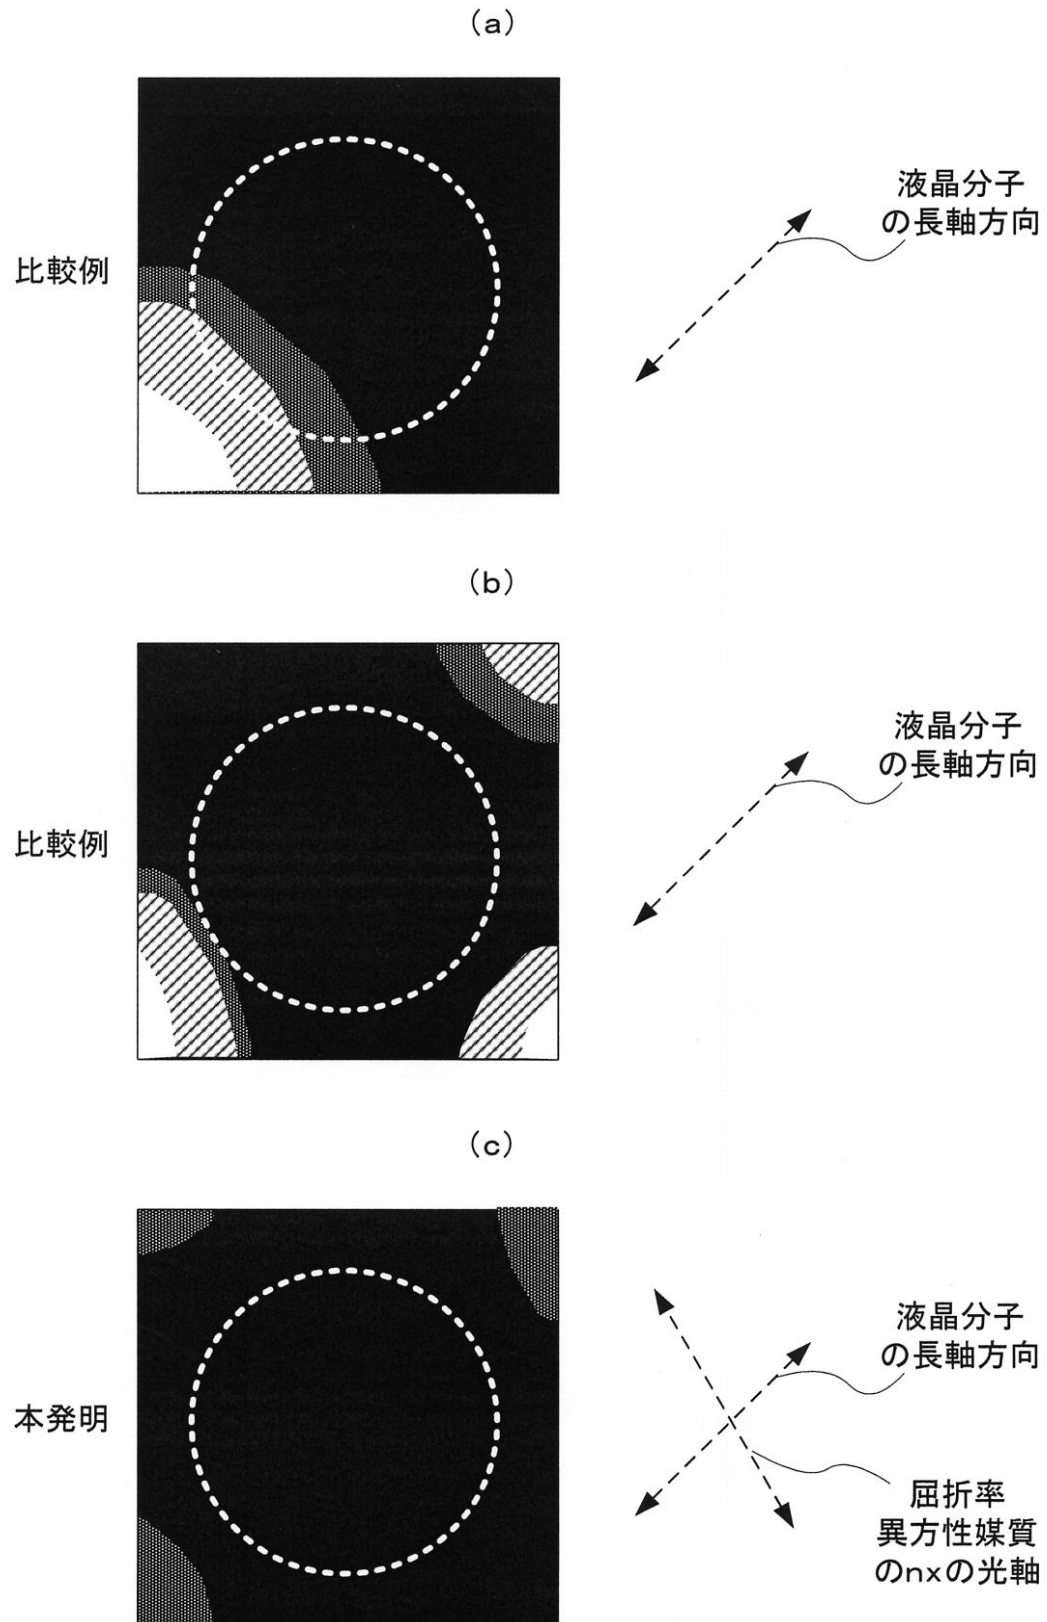 (a)
液晶分子
の長軸方向
比較例
(b)
液晶分子
の長軸方向
比較例
(c)
液晶分子
の長軸方向
本発明
屈折率
異方性媒質
のnxの光軸